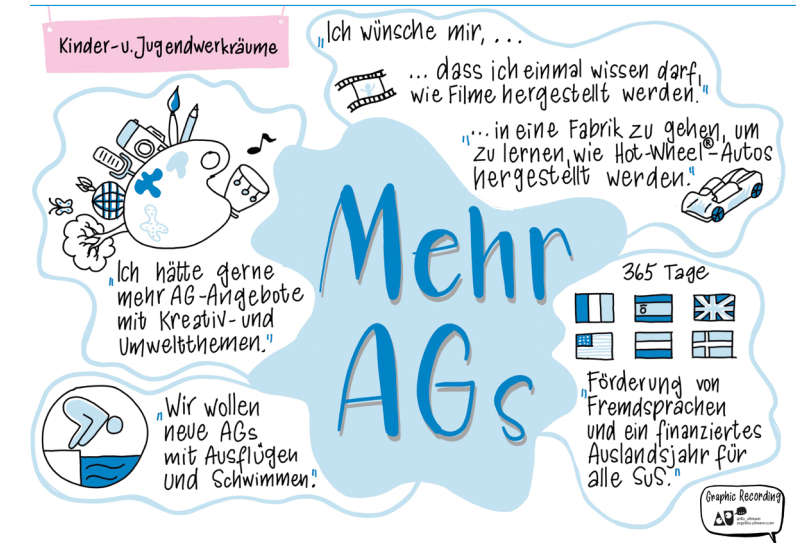 Kinder- u. Jugendwerkräume
„Ich wünsche mir, ...
... dass ich einmal wissen darf,
wie Filme hergestellt werden."
„... in eine Fabrik zu gehen, um
zu lernen, wie Hot-Wheel®-Autos
hergestellt werden."
Mehr
AGs
„Ich hätte gerne
mehr AG-Angebote
mit Kreativ- und
Umweltthemen."
„Wir wollen
neue AGs
mit Ausflügen
und Schwimmen."
365 Tage
„Förderung von
Fremdsprachen
und ein finanziertes
Auslandsjahr für
alle SuS."
Graphic Recording